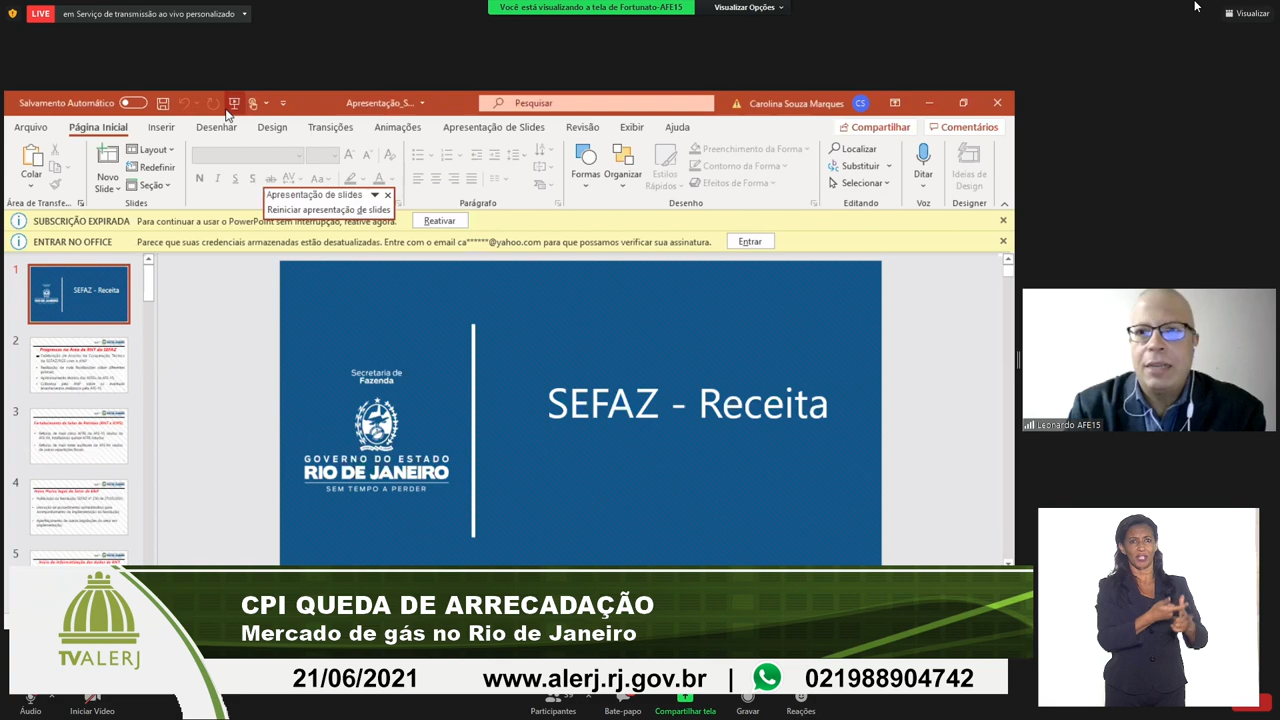 LIVE
em Serviço de transmissão ao vivo personalizado
Você está visualizando a tela de Fortunato-AFE15
Visualizar Opções
Visualizar
Salvamento Automático
Apresentação_S...
Pesquisar
Carolina Souza Marques
CS
Arquivo
Página Inicial
Inserir
Desenhar
Design
Transições
Animações
Apresentação de Slides
Revisão
Exibir
Ajuda
Compartilhar
Comentários
Colar
Novo
Slide
Layout
Redefinir
Seção
Formas
Organizar
Estilos
Rápidos
Preenchimento da Forma
Contorno da Forma
Efeitos de Forma
Localizar
Substituir
Selecionar
Ditar
Ideias de
Design
Área de Transfe...
Slides
Apresentação de slides
Reiniciar apresentação de slides
Parágrafo
Desenho
Editando
Voz
Designer
SUBSCRIÇÃO EXPIRADA Para continuar a usar o PowerPoint sem interrupção, reative agora. Reativar
ENTRAR NO OFFICE Parece que suas credenciais armazenadas estão desatualizadas. Entre com o email ca******@yahoo.com para que possamos verificar sua assinatura. Entrar
1
SEFAZ - Receita
2
3
4
5
Secretaria de
Fazenda
GOVERNO DO ESTADO
RIO DE JANEIRO
SEM TEMPO A PERDER
SEFAZ - Receita
Leonardo AFE15
TVALERJ
CPI QUEDA DE ARRECADAÇÃO
Mercado de gás no Rio de Janeiro
21/06/2021 www.alerj.rj.gov.br | 021988904742
Áudio
Iniciar Vídeo
Participantes
Bate-papo
Compartilhar tela
Gravar
Reações